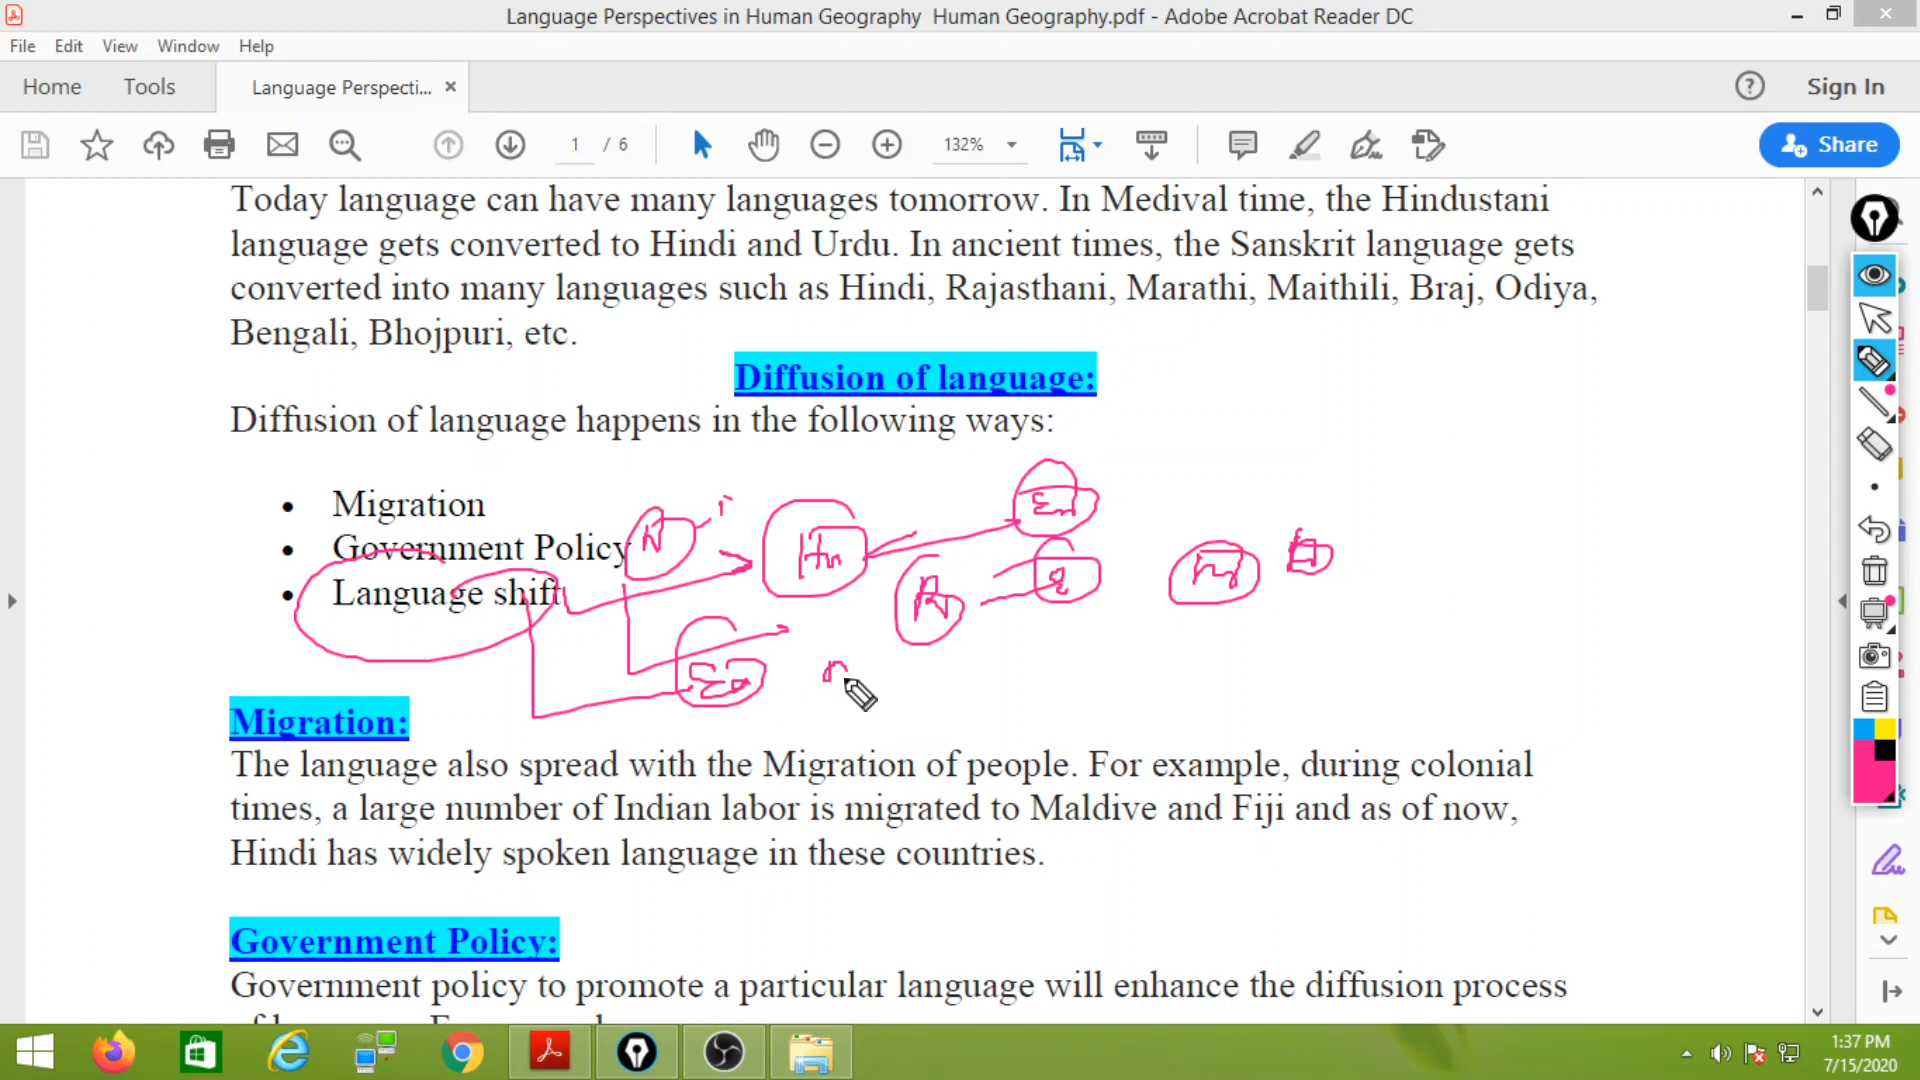 Language Perspectives in Human Geography  Human Geography.pdf - Adobe Acrobat Reader DC
File Edit View Window Help
Home Tools Language Perspecti... × Sign In
1 / 6 132% Share
Today language can have many languages tomorrow. In Medival time, the Hindustani
language gets converted to Hindi and Urdu. In ancient times, the Sanskrit language gets
converted into many languages such as Hindi, Rajasthani, Marathi, Maithili, Braj, Odiya,
Bengali, Bhojpuri, etc.
Diffusion of language:
Diffusion of language happens in the following ways:
• Migration
• Government Policy
• Language shift
Migration:
The language also spread with the Migration of people. For example, during colonial
times, a large number of Indian labor is migrated to Maldive and Fiji and as of now,
Hindi has widely spoken language in these countries.
Government Policy:
Government policy to promote a particular language will enhance the diffusion process
1:37 PM
7/15/2020